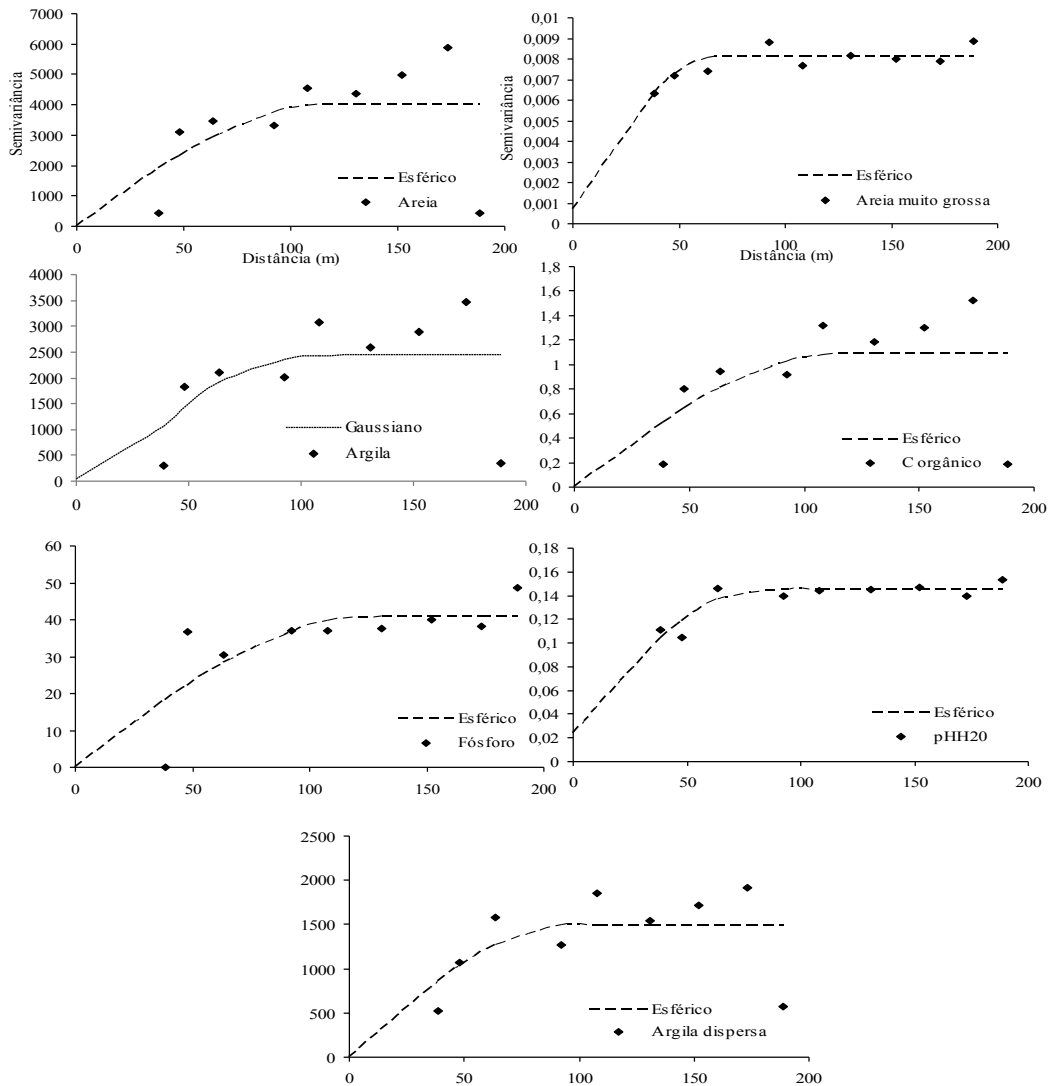 7000
6000
5000
4000
3000
2000
1000
0
Semivariância
Esférico
Areia
0 50 100 150 200
Distância (m)
0,01
0,009
0,008
0,007
0,006
0,005
0,004
0,003
0,002
0,001
0
Semivariância
Esférico
Areia muito grossa
0 50 100 150 200
Distância (m)
4000
3500
3000
2500
2000
1500
1000
500
0
Gaussiano
Argila
0 50 100 150 200
1,8
1,6
1,4
1,2
1
0,8
0,6
0,4
0,2
0
Esférico
C orgânico
0 50 100 150 200
60
50
40
30
20
10
0
Esférico
Fósforo
0 50 100 150 200
0,18
0,16
0,14
0,12
0,1
0,08
0,06
0,04
0,02
0
Esférico
pHH20
0 50 100 150 200
2500
2000
1500
1000
500
0
Esférico
Argila dispersa
0 50 100 150 200